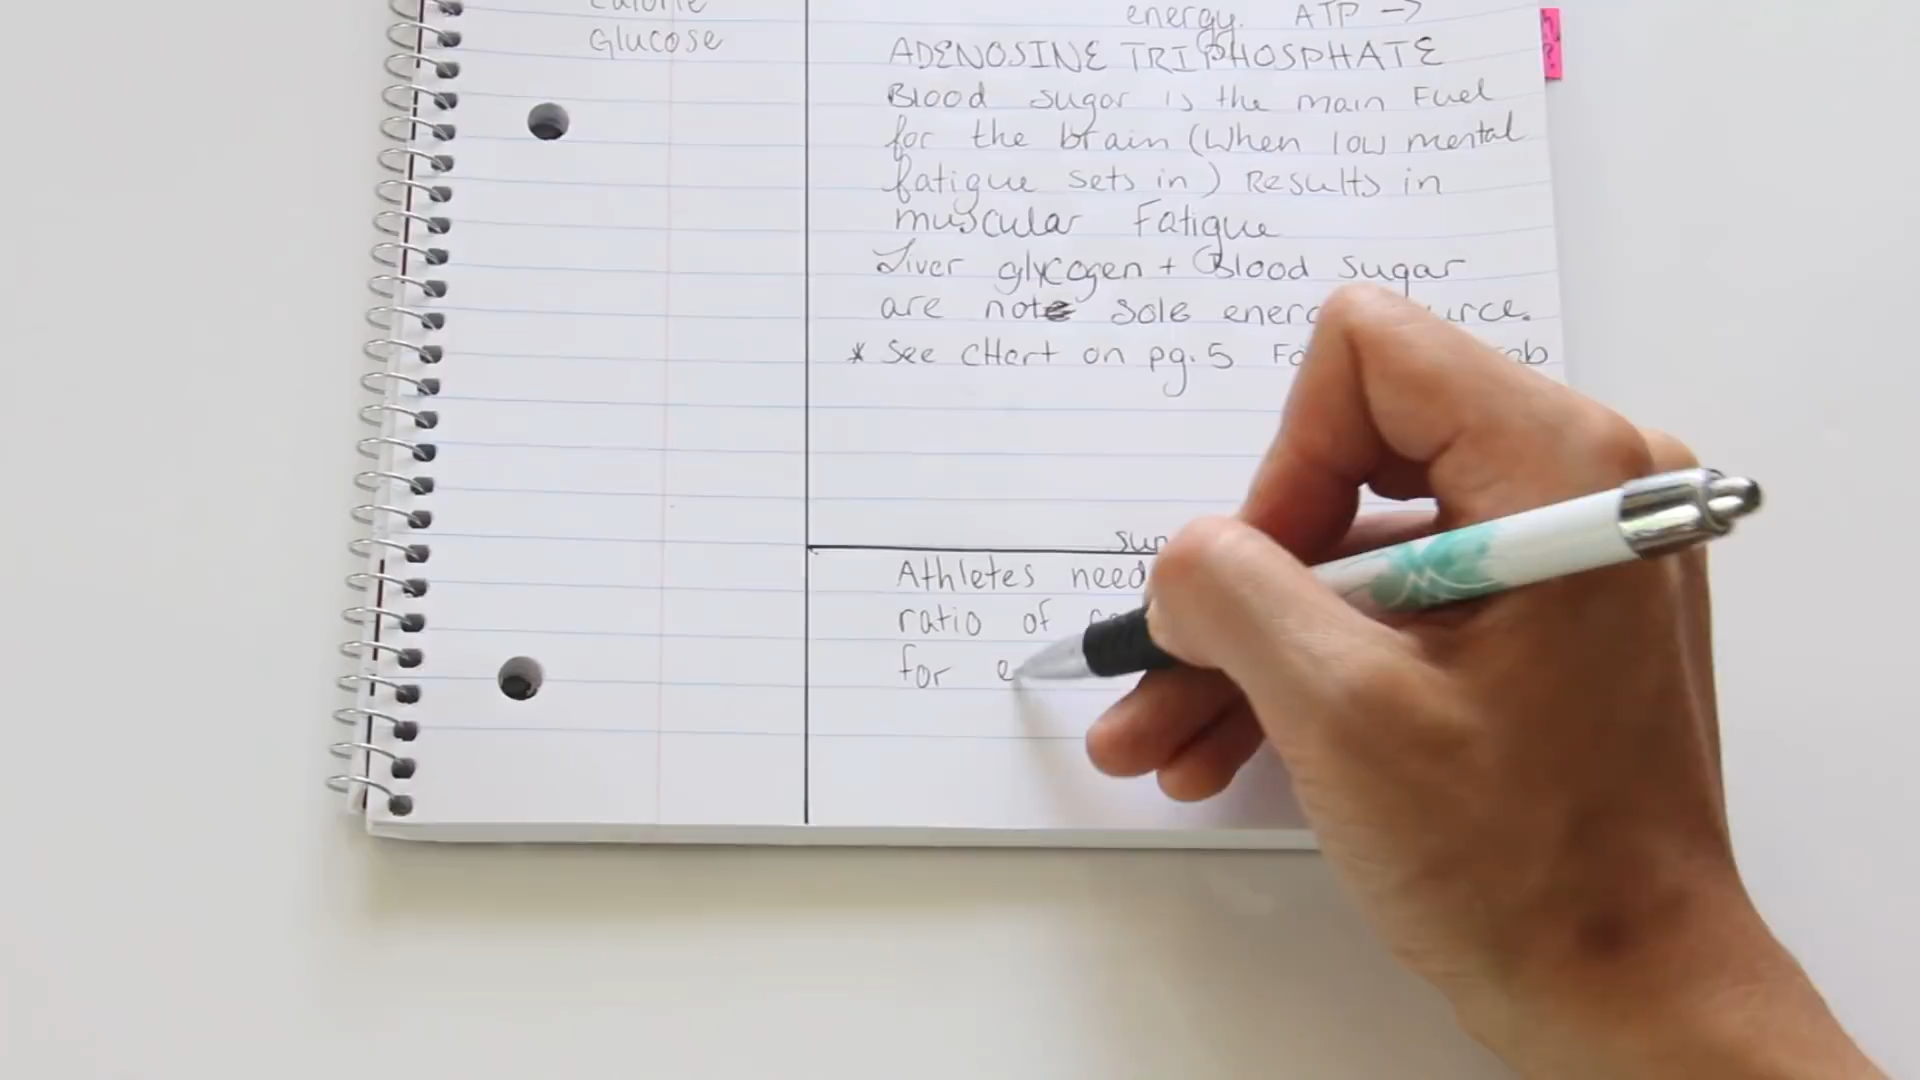 Calorie
Glucose
energy. ATP →
ADENOSINE TRIPHOSPHATE
Blood sugar is the main Fuel
for the brain (When low mental
fatigue sets in) Results in
muscular Fatigue
Liver glycogen + Blood sugar
are not sole
* See CHart on pg. 5
Athletes need
ratio of
for